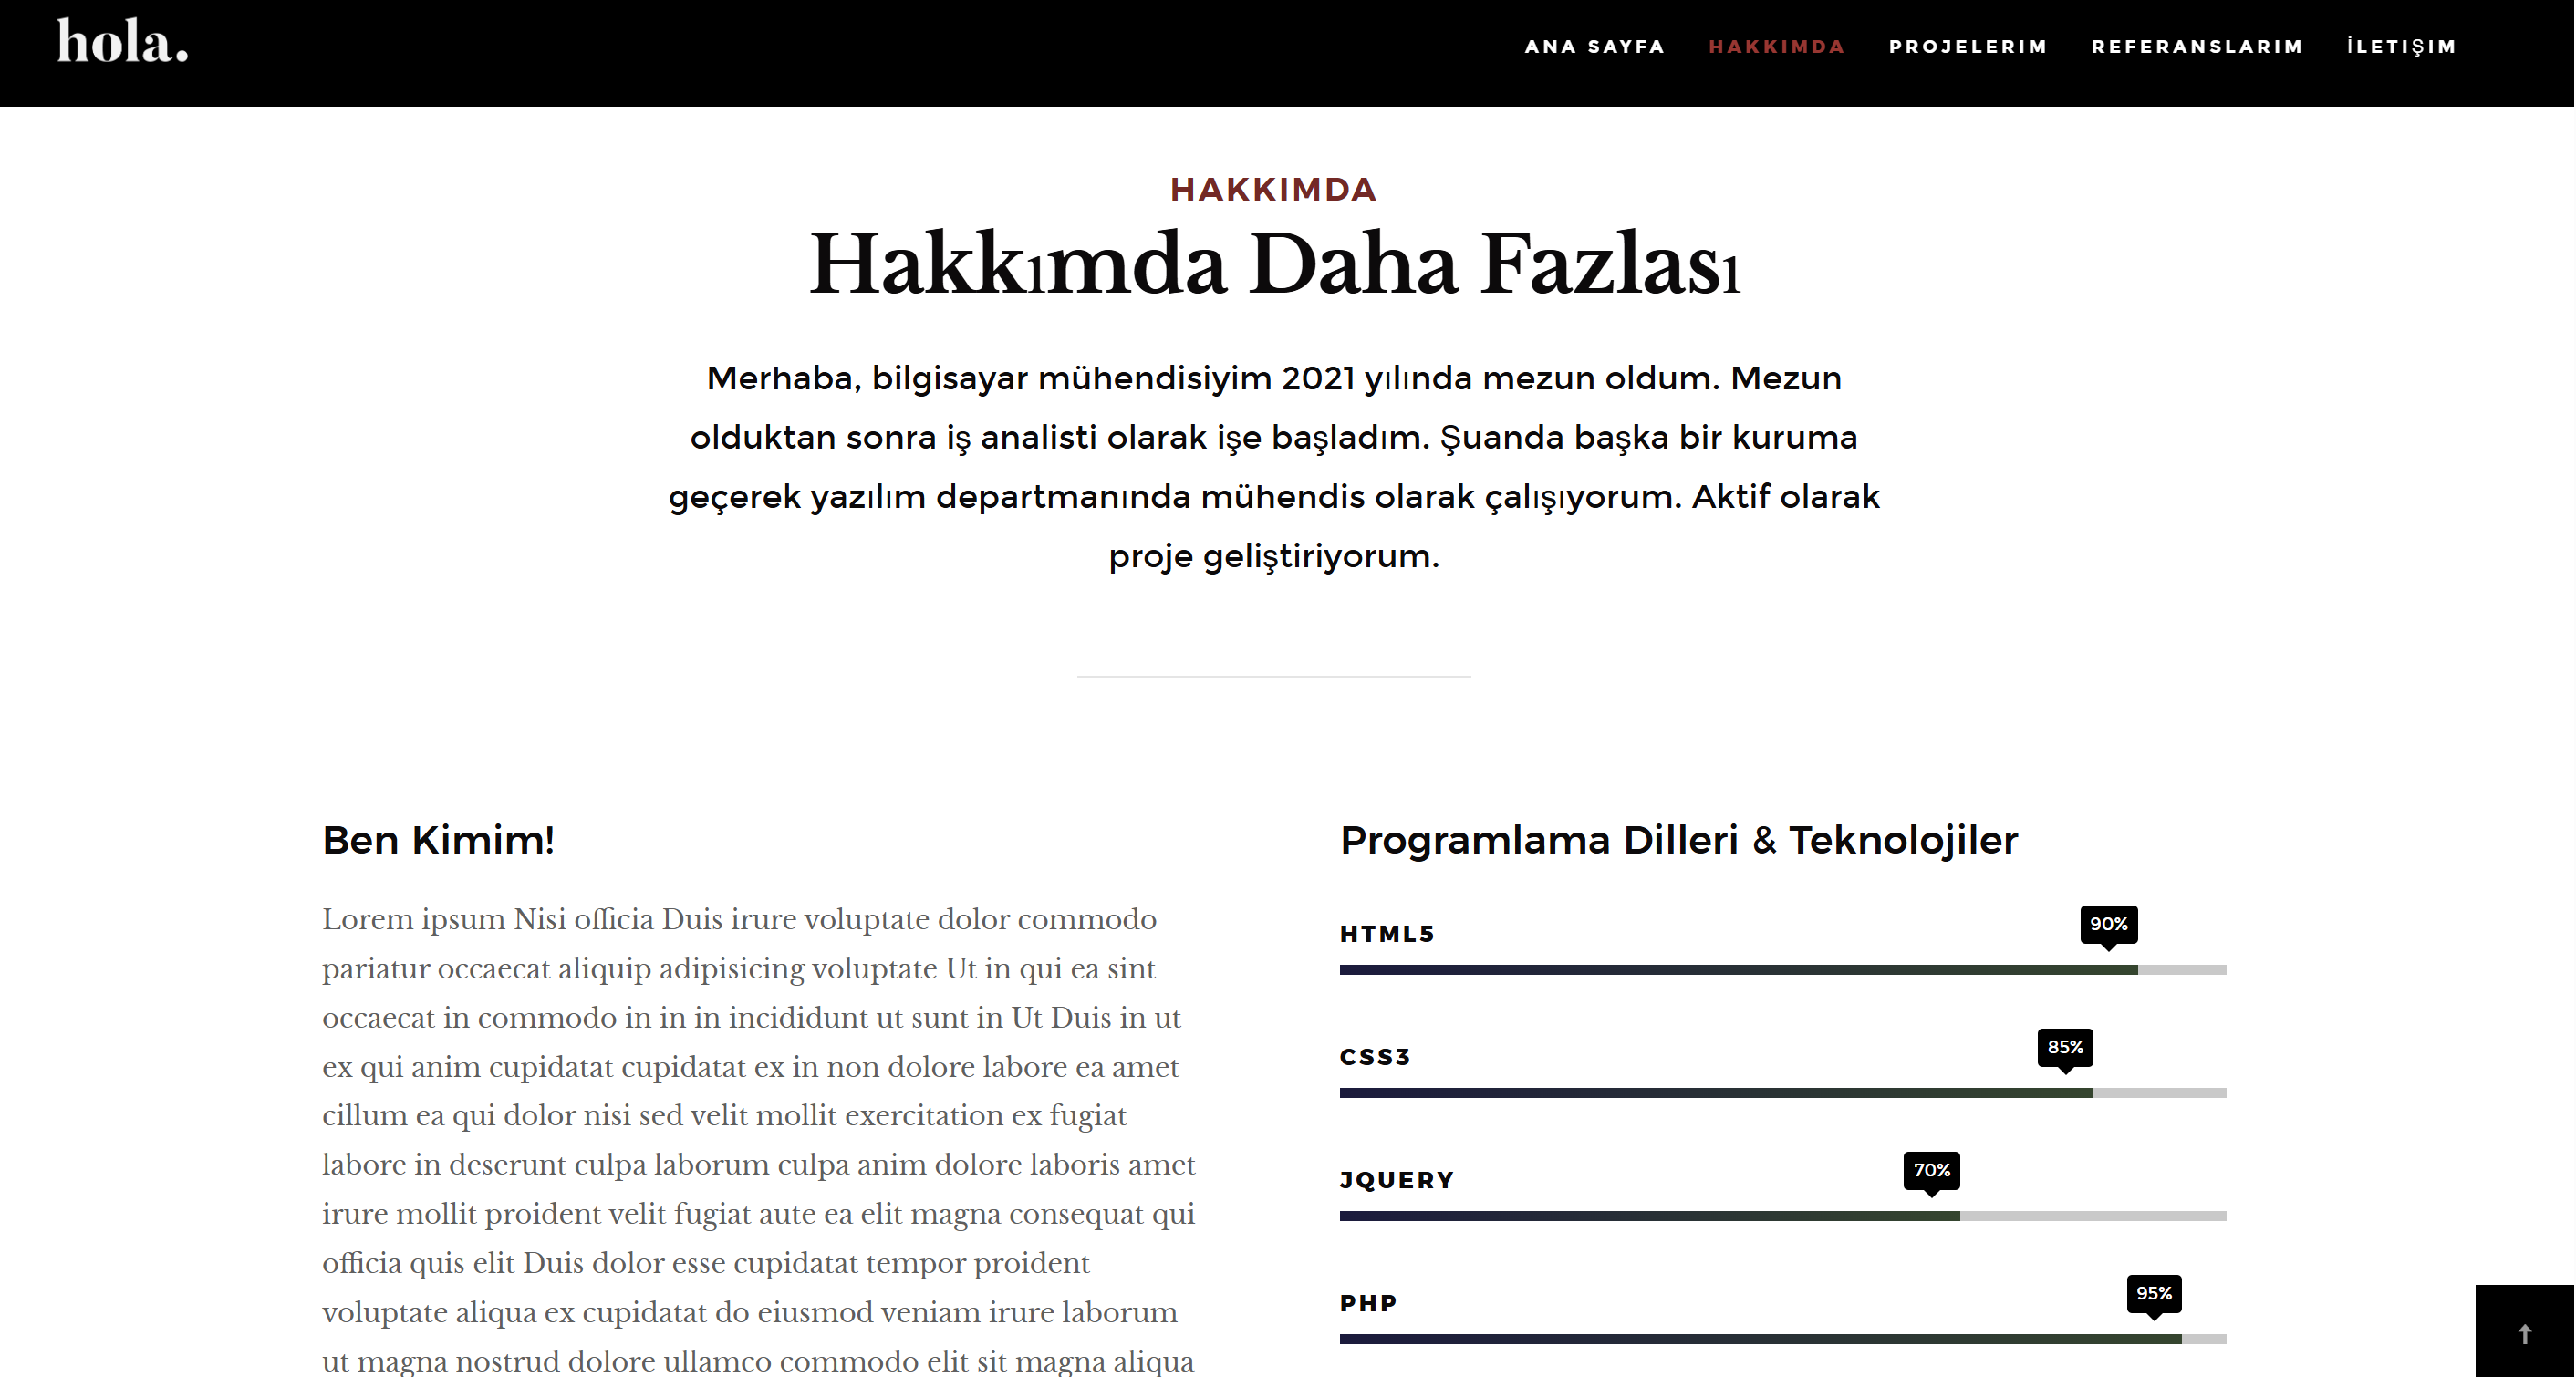 hola.
ANA SAYFA HAKKIMDA PROJELERIM REFERANSLARIM İLETIŞIM
HAKKIMDA
Hakkımda Daha Fazlası
Merhaba, bilgisayar mühendisiyim 2021 yılında mezun oldum. Mezun
olduktan sonra iş analisti olarak işe başladım. Şuanda başka bir kuruma
geçerek yazılım departmanında mühendis olarak çalışıyorum. Aktif olarak
proje geliştiriyorum.
Ben Kimim!
Lorem ipsum Nisi officia Duis irure voluptate dolor commodo
pariatur occaecat aliquip adipisicing voluptate Ut in qui ea sint
occaecat in commodo in in in incididunt ut sunt in Ut Duis in ut
ex qui anim cupidatat cupidatat ex in non dolore labore ea amet
cillum ea qui dolor nisi sed velit mollit exercitation ex fugiat
labore in deserunt culpa laborum culpa anim dolore laboris amet
irure mollit proident velit fugiat aute ea elit magna consequat qui
officia quis elit Duis dolor esse cupidatat tempor proident
voluptate aliqua ex cupidatat do eiusmod veniam irure laborum
ut magna nostrud dolore ullamco commodo elit sit magna aliqua
Programlama Dilleri & Teknolojiler
HTML5 90%
CSS3 85%
JQUERY 70%
PHP 95%